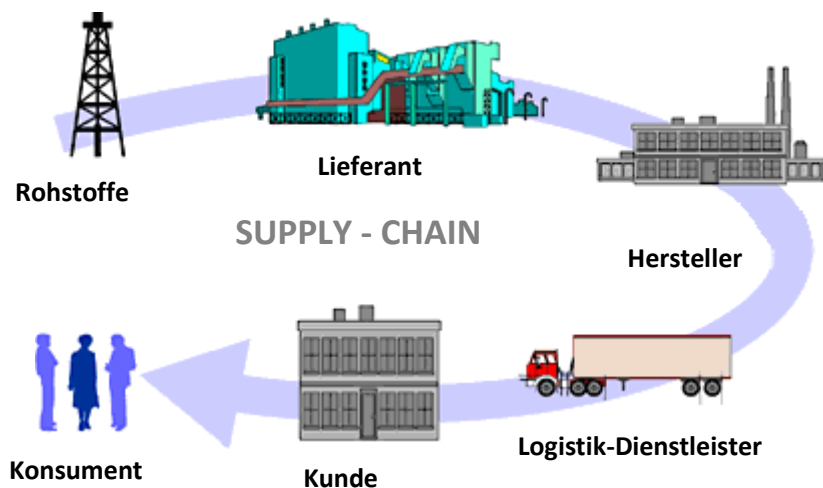 Rohstoffe
Lieferant
SUPPLY - CHAIN
Hersteller
Logistik-Dienstleister
Kunde
Konsument